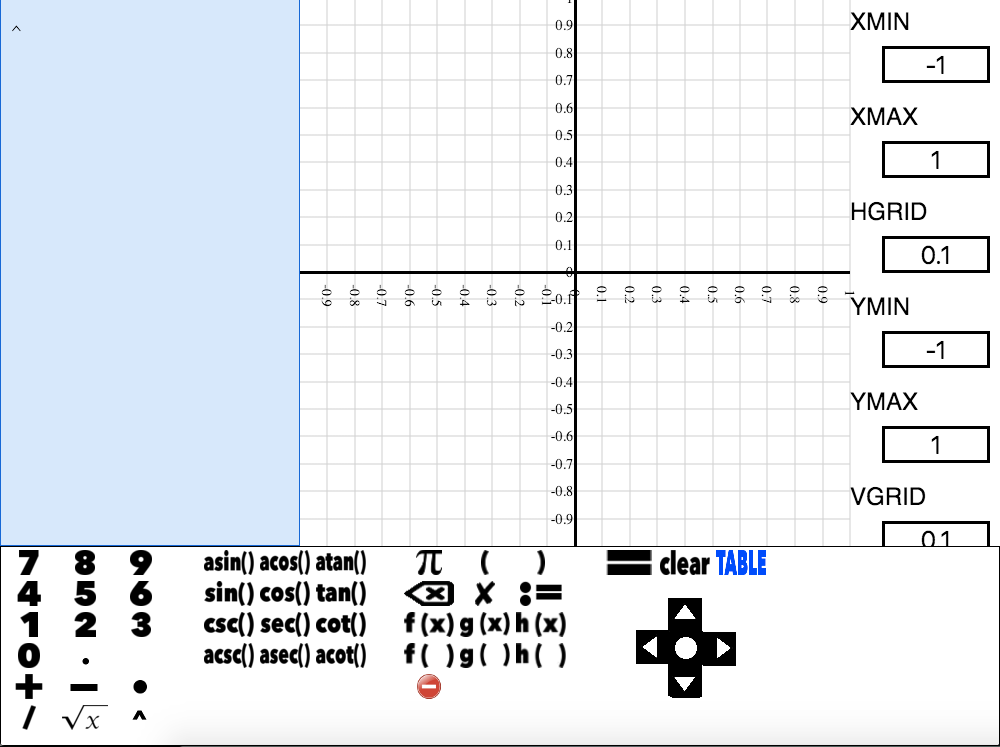 ^
1
0.9
0.8
0.7
0.6
0.5
0.4
0.3
0.2
0.1
0
-0.1
-0.2
-0.3
-0.4
-0.5
-0.6
-0.7
-0.8
-0.9
-0.9 -0.8 -0.7 -0.6 -0.5 -0.4 -0.3 -0.2 -0.1 0 0.1 0.2 0.3 0.4 0.5 0.6 0.7 0.8 0.9 1
XMIN
-1
XMAX
1
HGRID
0.1
YMIN
-1
YMAX
1
VGRID
0.1
7 8 9 asin() acos() atan() π ( ) = clear TABLE
4 5 6 sin() cos() tan() x x :=
1 2 3 csc() sec() cot() f(x) g(x) h(x)
0 . acsc() asec() acot() f( ) g( ) h( )
+ − •
/ √x ^